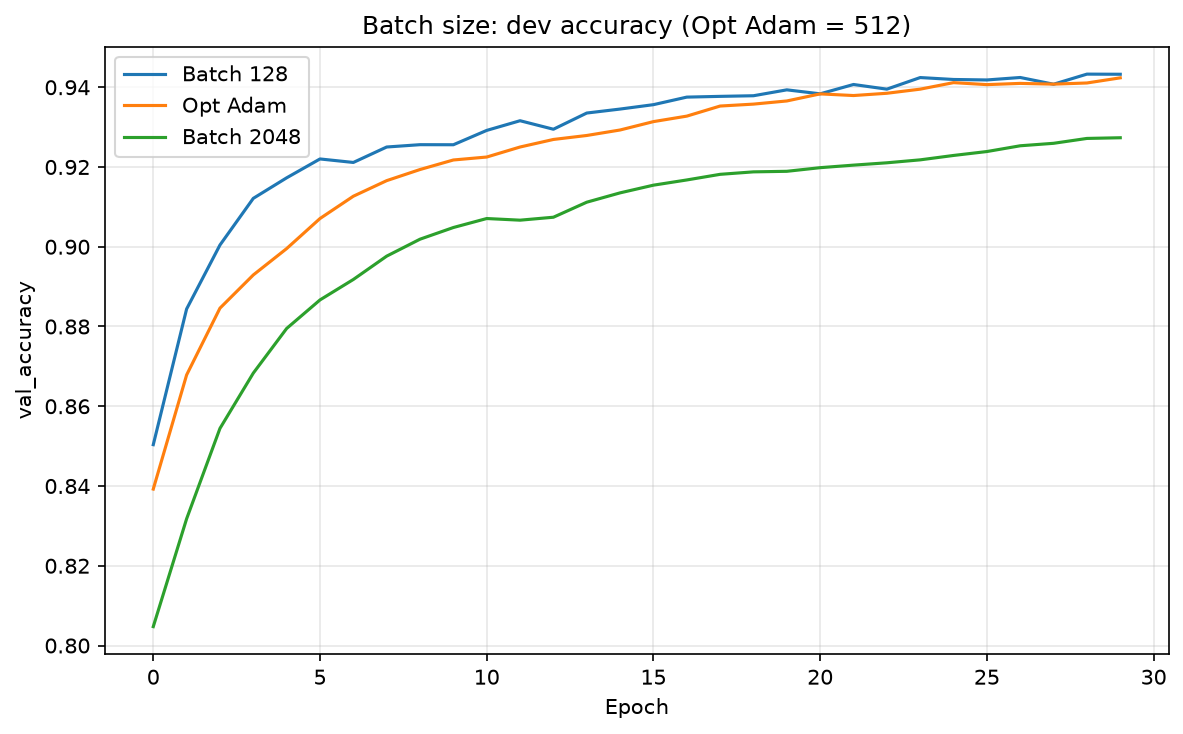 Batch size: dev accuracy (Opt Adam = 512)
Batch 128
Opt Adam
Batch 2048
val_accuracy
0.94
0.92
0.90
0.88
0.86
0.84
0.82
0.80
0 5 10 15 20 25 30
Epoch